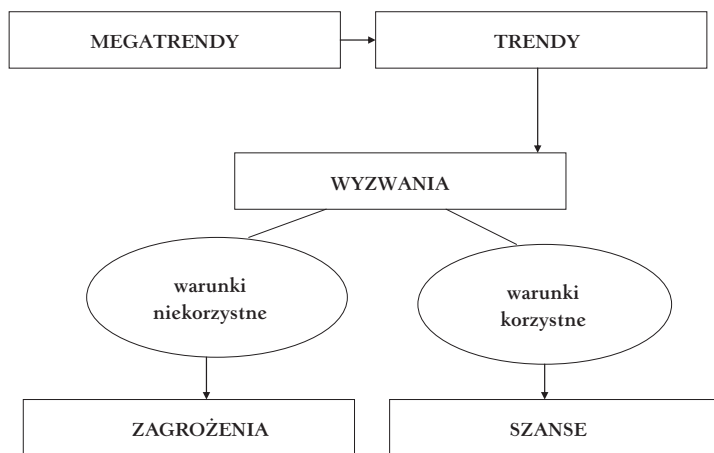 MEGATRENDY
TRENDY
WYZWANIA
warunki
niekorzystne
warunki
korzystne
ZAGROŻENIA
SZANSE